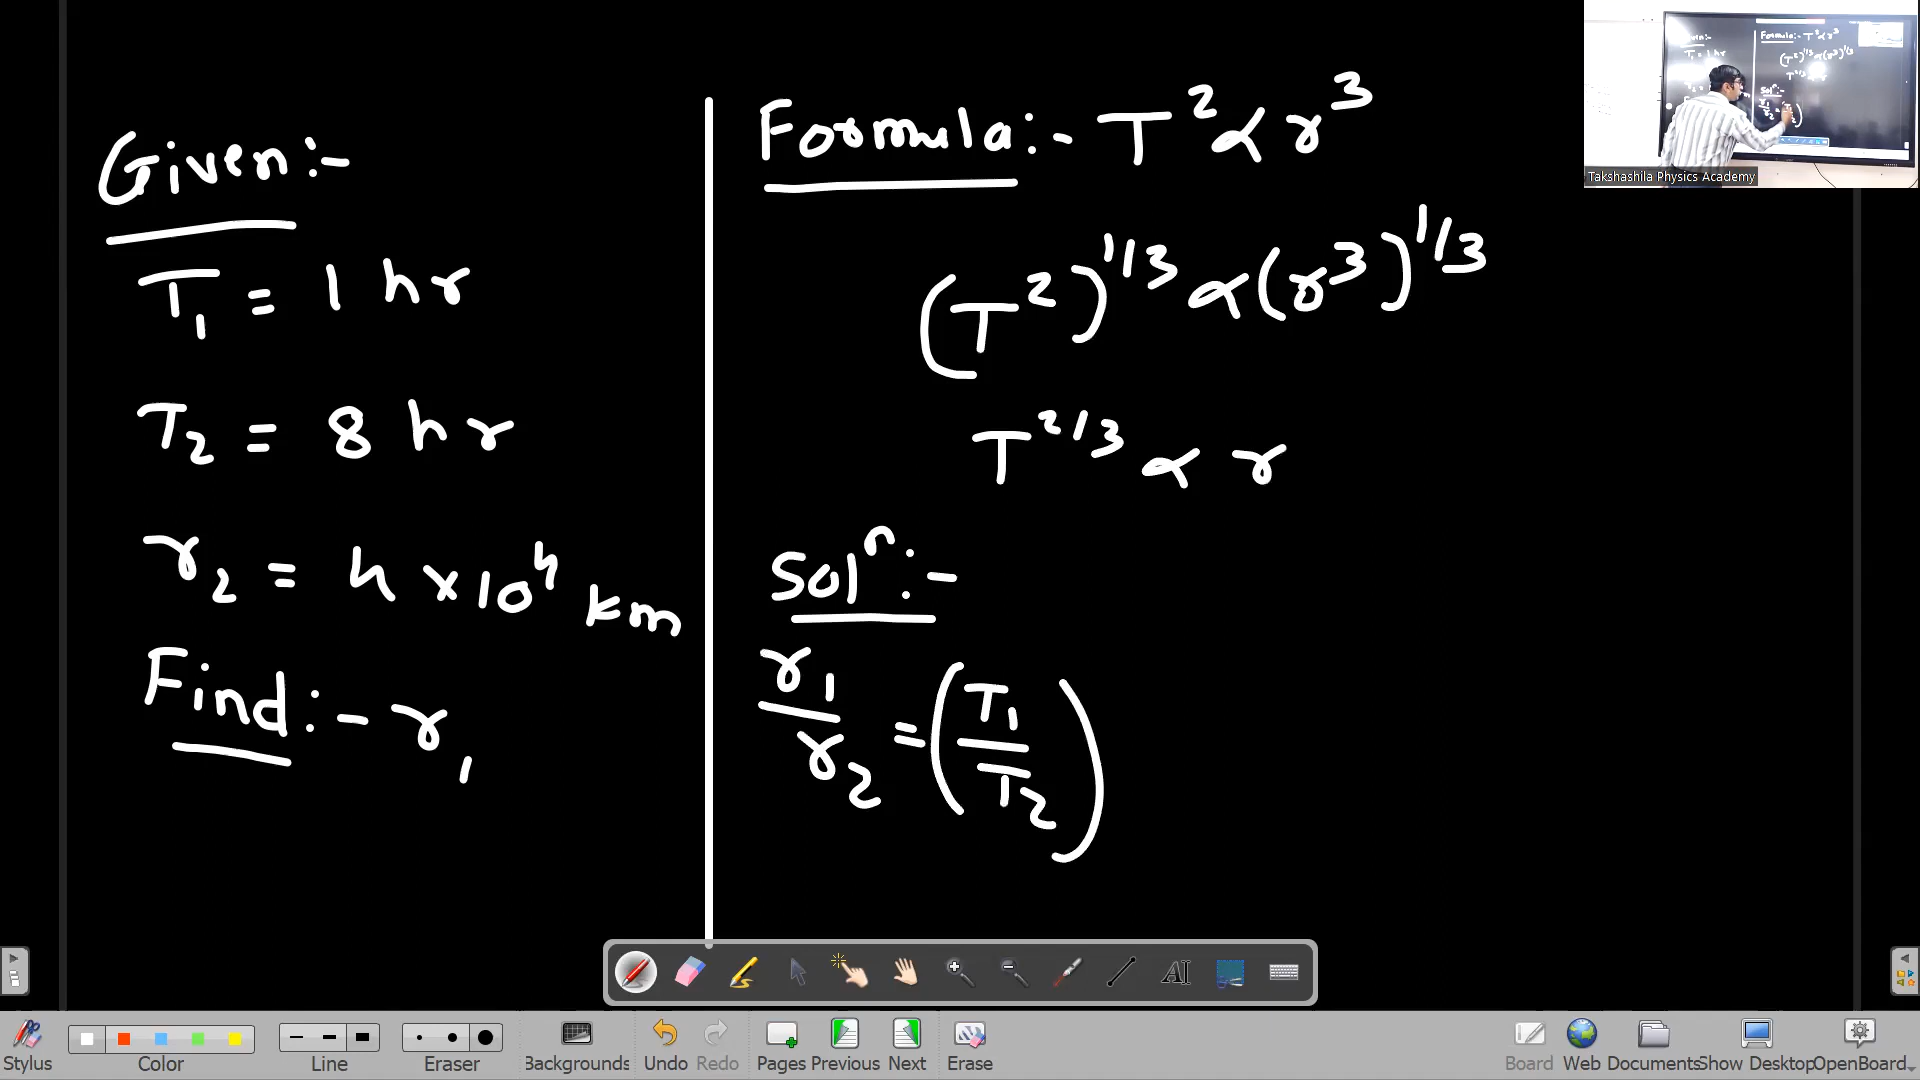 Given:-
T₁ = 1 hr
T₂ = 8 hr
r₂ = 4 × 10⁴ km
Find:- r₁
Formula:- T² ∝ r³
(T²)^1/3 ∝ (r³)^1/3
T^2/3 ∝ r
Solⁿ:-
r₁/r₂ = (T₁/T₂)
Takshashila Physics Academy
Stylus
Color
Line
Eraser
Backgrounds
Undo
Redo
Pages
Previous
Next
Erase
Board
Web
Documents
Show Desktop
OpenBoard